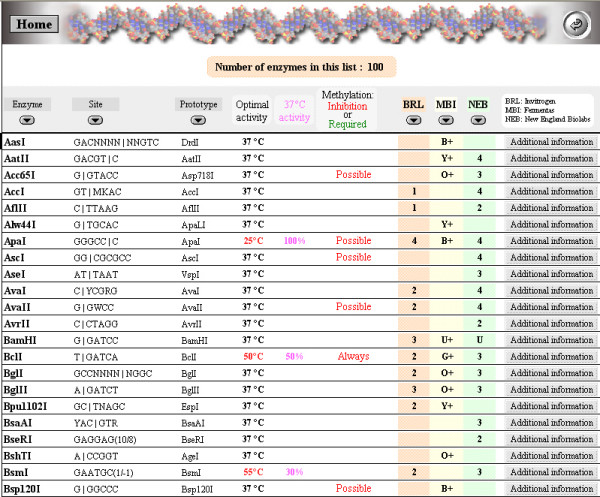 Home
Number of enzymes in this list : 100
Enzyme Site Prototype Optimal activity 37°C activity Methylation: Inhibition or Required BRL MBI NEB BRL: Invitrogen MBI: Fermentas NEB: New England Biolabs
AasI GACNNNN | NNGTC DrdI 37 °C B+ Additional information
AatII GACGT | C AatII 37 °C Y+ 4 Additional information
Acc65I G | GTACC Asp718I 37 °C Possible O+ 3 Additional information
AccI GT | MKAC AccI 37 °C 1 4 Additional information
AflII C | TTAAG AflII 37 °C 1 2 Additional information
Alw44I G | TGCAC ApaLI 37 °C Y+ Additional information
ApaI GGGCC | C ApaI 25°C 100% Possible 4 B+ 4 Additional information
AscI GG | CGCGCC AscI 37 °C Possible 4 Additional information
AseI AT | TAAT VspI 37 °C 3 Additional information
AvaI C | YCGRG AvaI 37 °C 2 4 Additional information
AvaII G | GWCC AvaII 37 °C Possible 2 4 Additional information
AvrII C | CTAGG AvrII 37 °C 2 Additional information
BamHI G | GATCC BamHI 37 °C 3 U+ U Additional information
BclI T | GATCA BclI 50°C 50% Always 2 G+ 3 Additional information
BglI GCCNNNN | NGGC BglI 37 °C 2 O+ 3 Additional information
BglII A | GATCT BglII 37 °C 3 O+ 3 Additional information
Bpu1102I GC | TNAGC EspI 37 °C 2 Y+ Additional information
BsaAI YAC | GTR BsaAI 37 °C 3 Additional information
BseRI GAGGAG(10/8) BseRI 37 °C 2 Additional information
BshTI A | CCGGT AgeI 37 °C O+ Additional information
BsmI GAATGC(1/-1) BsmI 55°C 30% 2 3 Additional information
Bsp120I G | GGCCC Bsp120I 37 °C Possible B+ Additional information